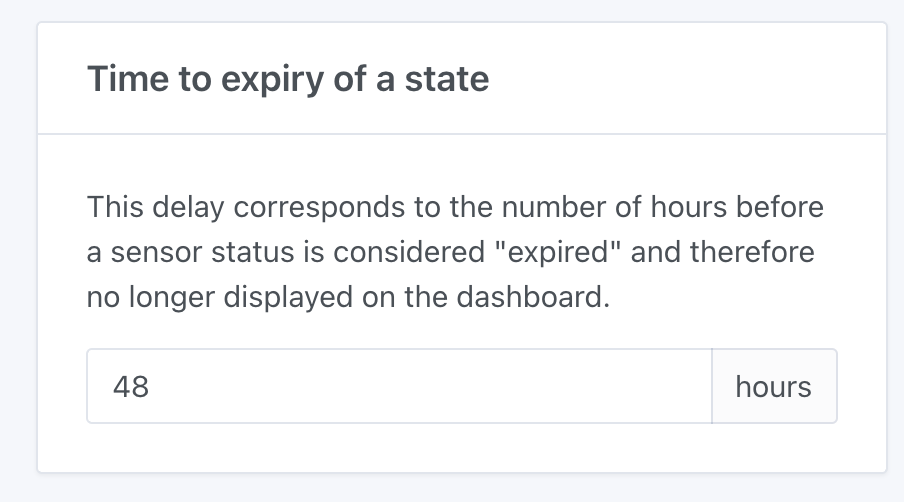 Time to expiry of a state
This delay corresponds to the number of hours before
a sensor status is considered "expired" and therefore
no longer displayed on the dashboard.
48 hours